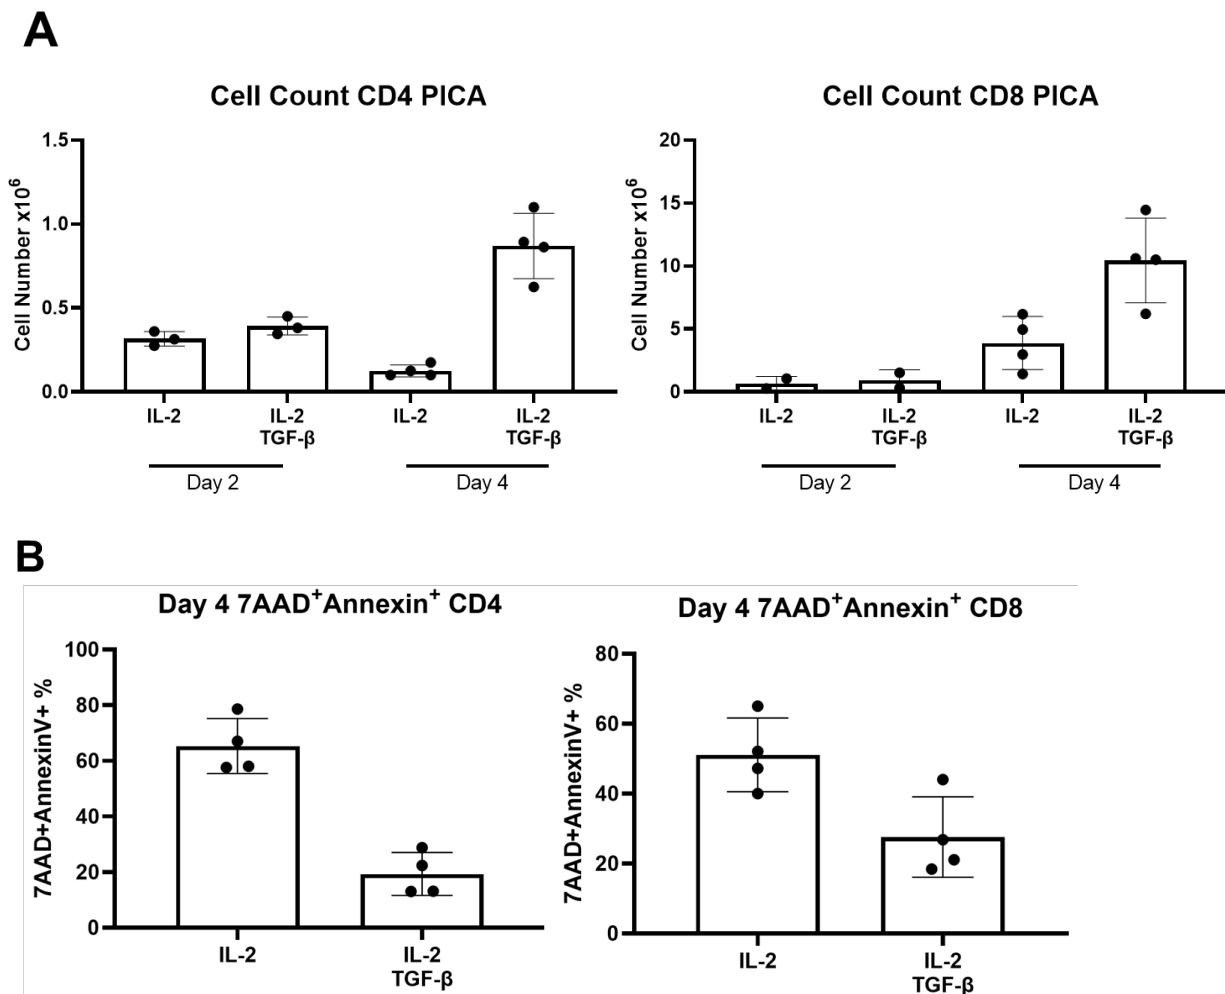 A
Cell Count CD4 PICA
Cell Number x10⁶
1.5
1.0
0.5
0.0
IL-2
IL-2
TGF-β
IL-2
IL-2
TGF-β
Day 2
Day 4
Cell Count CD8 PICA
Cell Number x10⁶
20
15
10
5
0
IL-2
IL-2
TGF-β
IL-2
IL-2
TGF-β
Day 2
Day 4
B
Day 4 7AAD⁺Annexin⁺ CD4
7AAD+AnnexinV+ %
100
80
60
40
20
0
IL-2
IL-2
TGF-β
Day 4 7AAD⁺Annexin⁺ CD8
7AAD+AnnexinV+ %
80
60
40
20
0
IL-2
IL-2
TGF-β